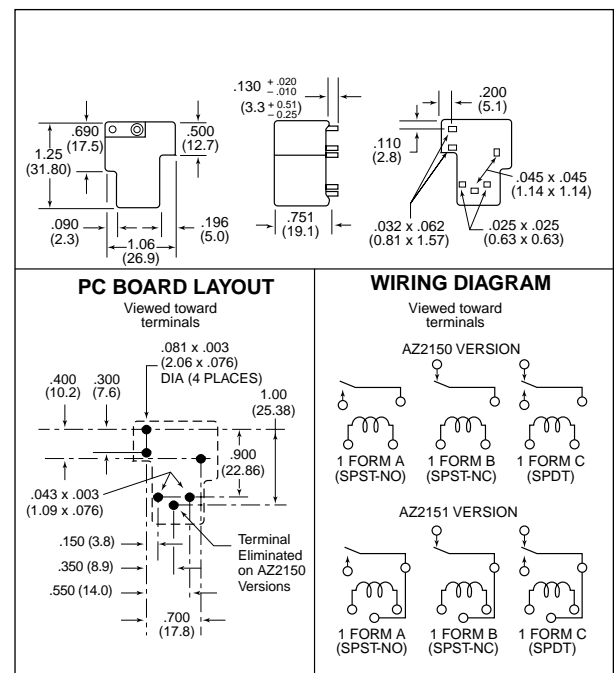 .130 + .020
- .010
(3.3 + 0.51
- 0.25)
.200
(5.1)
.690
(17.5)
.500
(12.7)
1.25
(31.80)
.110
(2.8)
.045 x .045
(1.14 x 1.14)
.090
(2.3)
1.06
(26.9)
.196
(5.0)
.751
(19.1)
.032 x .062
(0.81 x 1.57)
.025 x .025
(0.63 x 0.63)
PC BOARD LAYOUT
Viewed toward
terminals
.081 x .003
(2.06 x .076)
DIA (4 PLACES)
.400
(10.2)
.300
(7.6)
1.00
(25.38)
.900
(22.86)
.043 x .003
(1.09 x .076)
.150 (3.8)
.350 (8.9)
.550 (14.0)
.700
(17.8)
Terminal
Eliminated
on AZ2150
Versions
WIRING DIAGRAM
Viewed toward
terminals
AZ2150 VERSION
1 FORM A
(SPST-NO)
1 FORM B
(SPST-NC)
1 FORM C
(SPDT)
AZ2151 VERSION
1 FORM A
(SPST-NO)
1 FORM B
(SPST-NC)
1 FORM C
(SPDT)